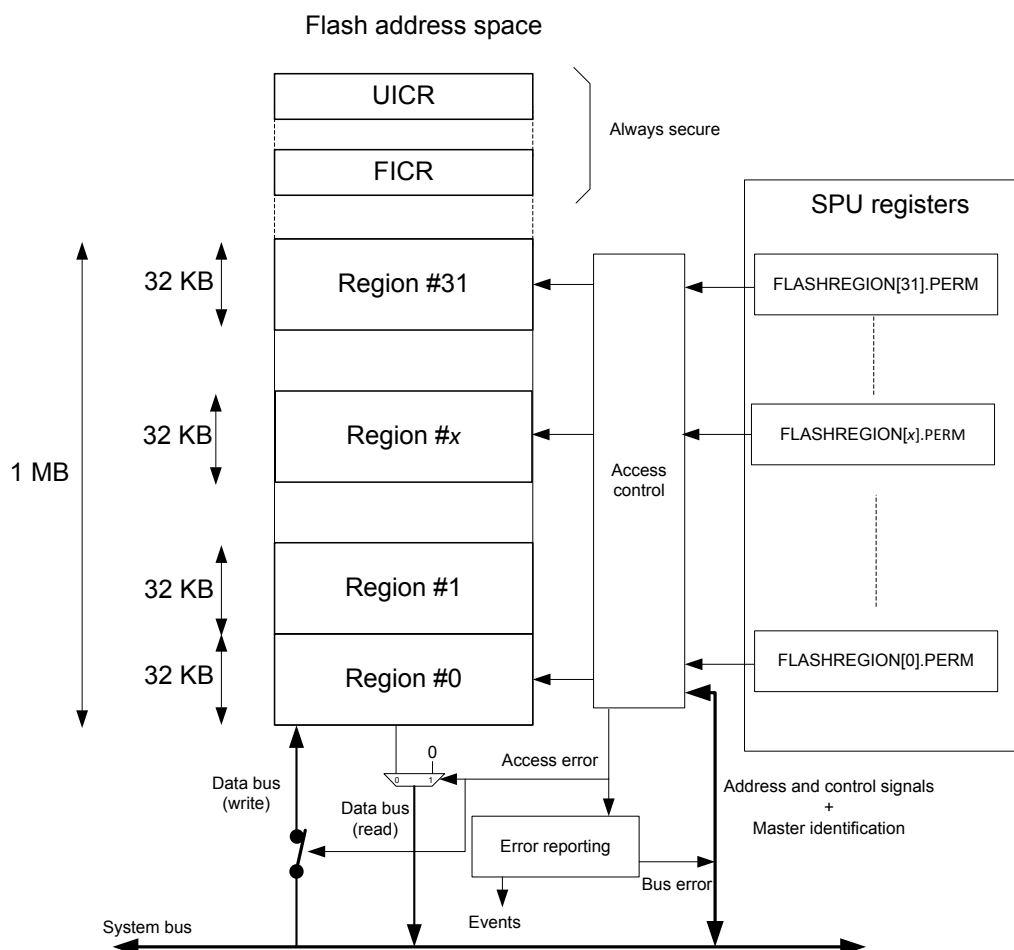 Flash address space
UICR
Always secure
FICR
SPU registers
32 KB
Region #31
FLASHREGION[31].PERM
32 KB
Region #x
FLASHREGION[x].PERM
1 MB
Access
control
32 KB
Region #1
32 KB
Region #0
FLASHREGION[0].PERM
0
0
1
Access error
Data bus
(write)
Data bus
(read)
Address and control signals
+
Master identification
Error reporting
Bus error
Events
System bus